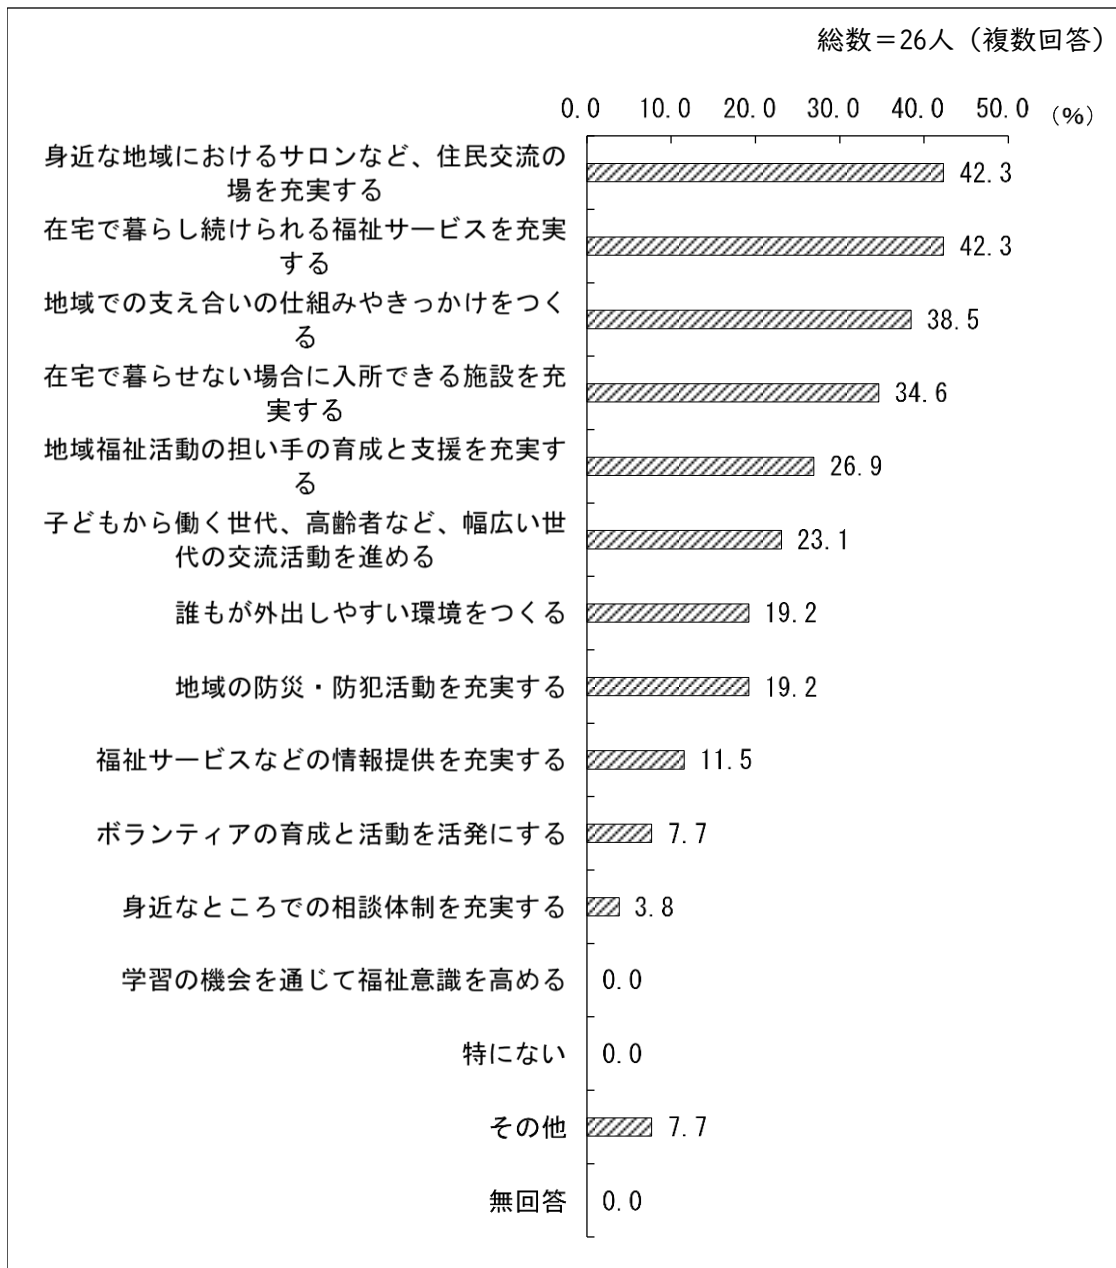 総数＝26人（複数回答）
0.0 10.0 20.0 30.0 40.0 50.0 （%）
身近な地域におけるサロンなど、住民交流の
場を充実する
42.3
在宅で暮らし続けられる福祉サービスを充実
する
42.3
地域での支え合いの仕組みやきっかけをつく
る
38.5
在宅で暮らせない場合に入所できる施設を充
実する
34.6
地域福祉活動の担い手の育成と支援を充実す
る
26.9
子どもから働く世代、高齢者など、幅広い世
代の交流活動を進める
23.1
誰もが外出しやすい環境をつくる
19.2
地域の防災・防犯活動を充実する
19.2
福祉サービスなどの情報提供を充実する
11.5
ボランティアの育成と活動を活発にする
7.7
身近なところでの相談体制を充実する
3.8
学習の機会を通じて福祉意識を高める
0.0
特にない
0.0
その他
7.7
無回答
0.0